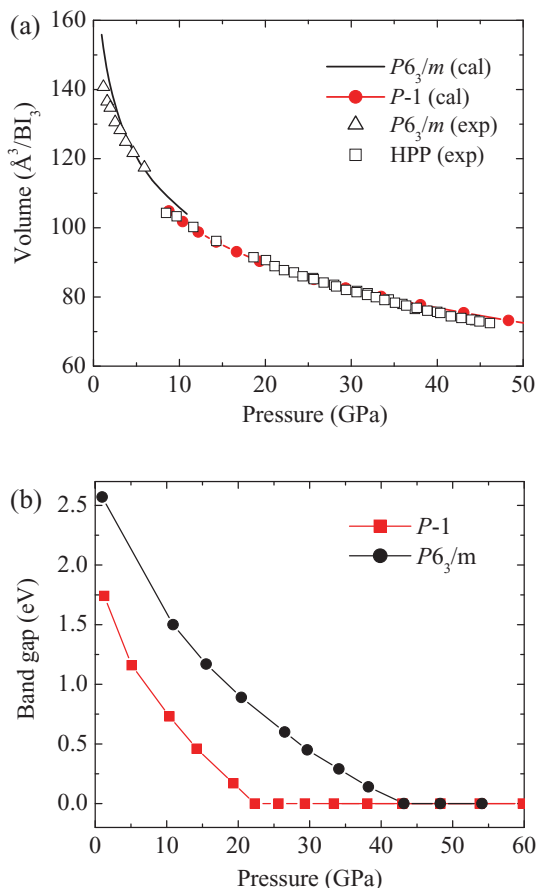 (a)
160
140
120
100
80
60
Volume (Å³/BI₃)
P6₃/m (cal)
P-1 (cal)
P6₃/m (exp)
HPP (exp)
0 10 20 30 40 50
Pressure (GPa)
(b)
2.5
2.0
1.5
1.0
0.5
0.0
Band gap (eV)
P-1
P6₃/m
0 10 20 30 40 50 60
Pressure (GPa)